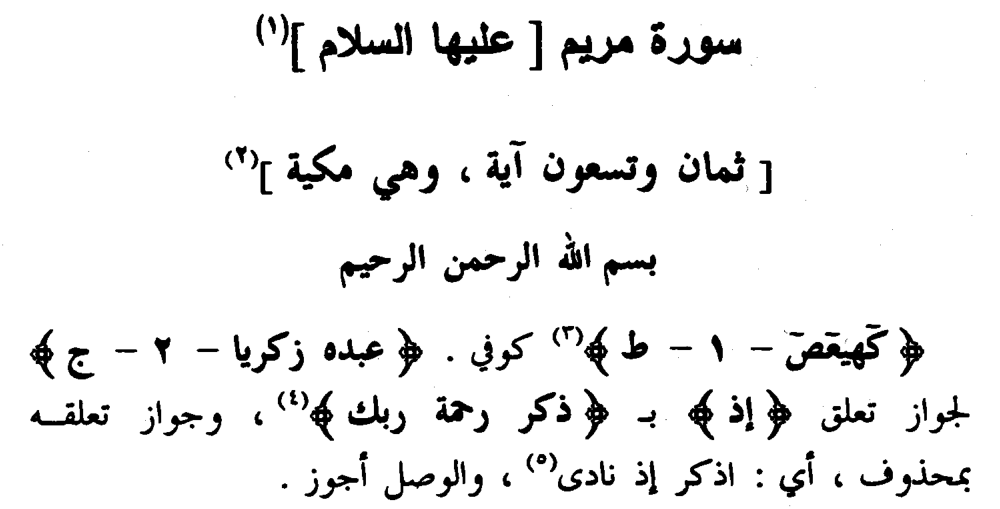 سورة مريم [ عليها السلام ](١)
[ ثمان وتسعون آية ، وهي مكية ](٢)
بسم الله الرحمن الرحيم
﴿ كٓهيعٓصٓ – ١ – ط ﴾(٣) كوفي . ﴿ عبده زكريا – ٢ – ج ﴾
لجواز تعلق ﴿ إذ ﴾ بـ ﴿ ذكر رحمة ربك ﴾(٤) ، وجواز تعلقــه
بمحذوف ، أي : اذكر إذ نادى(٥) ، والوصل أجوز .